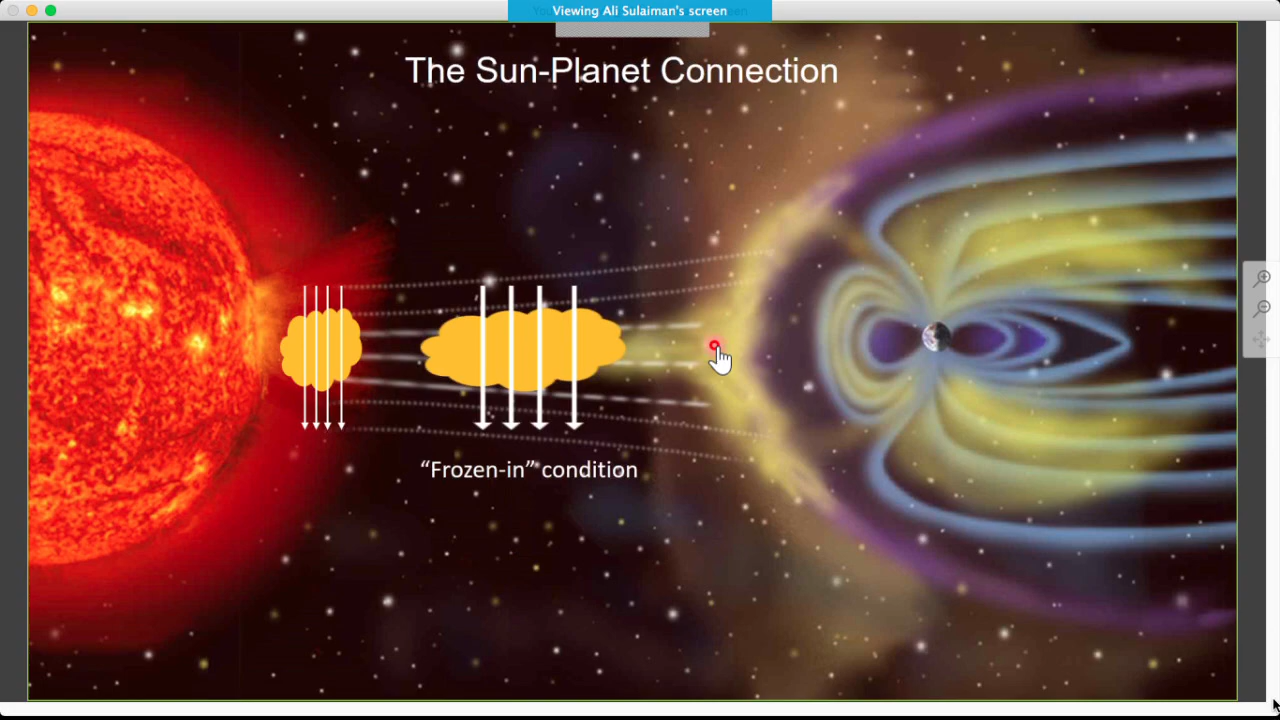 Viewing Ali Sulaiman's screen
The Sun-Planet Connection
“Frozen-in” condition